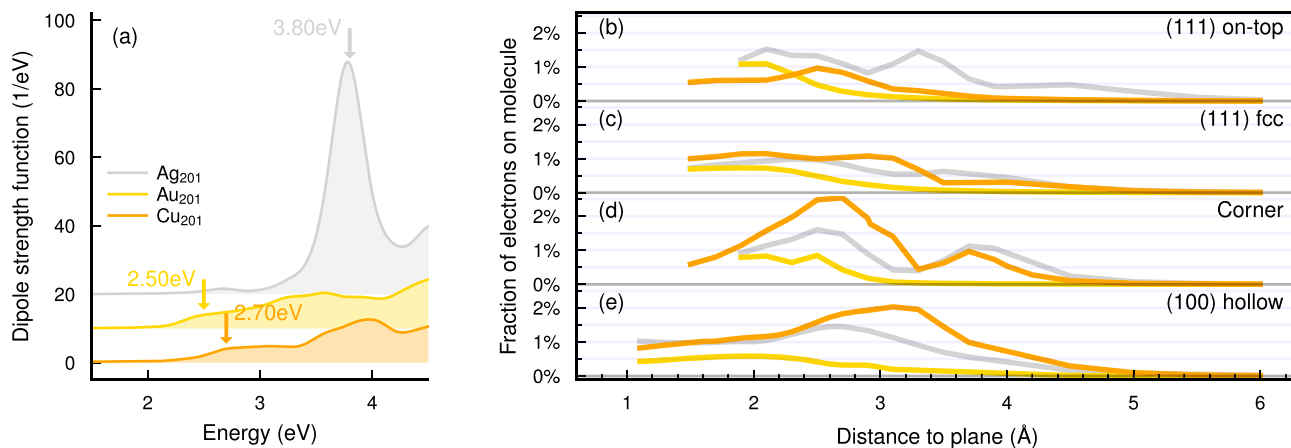 (a)
3.80eV
2.50eV
2.70eV
Ag201
Au201
Cu201
100
80
60
40
20
0
Dipole strength function (1/eV)
2 3 4
Energy (eV)
(b) (111) on-top
2%
1%
0%
(c) (111) fcc
2%
1%
0%
(d) Corner
2%
1%
0%
(e) (100) hollow
2%
1%
0%
Fraction of electrons on molecule
1 2 3 4 5 6
Distance to plane (Å)